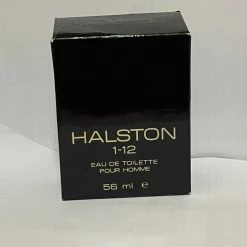 HALSTON
1-12
EAU DE TOILETTE
POUR HOMME
56 ml e